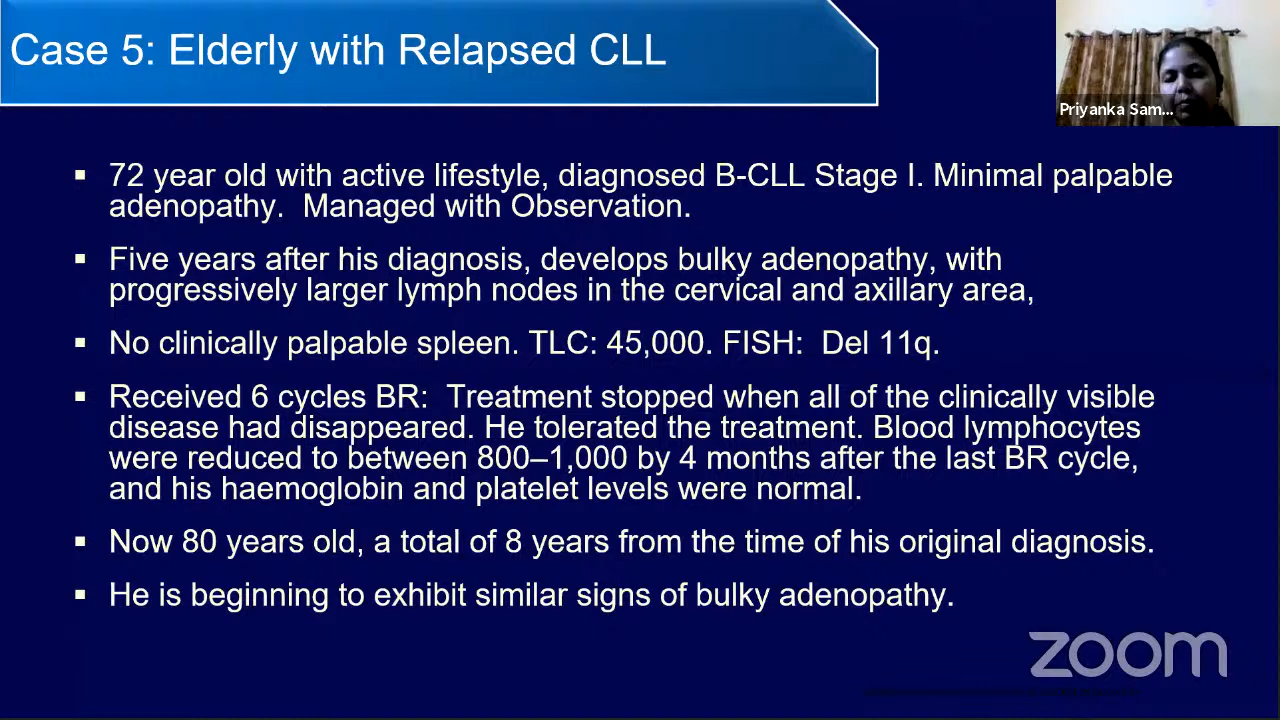 Case 5: Elderly with Relapsed CLL
Priyanka Sam...
▪ 72 year old with active lifestyle, diagnosed B-CLL Stage I. Minimal palpable
adenopathy. Managed with Observation.
▪ Five years after his diagnosis, develops bulky adenopathy, with
progressively larger lymph nodes in the cervical and axillary area,
▪ No clinically palpable spleen. TLC: 45,000. FISH: Del 11q.
▪ Received 6 cycles BR: Treatment stopped when all of the clinically visible
disease had disappeared. He tolerated the treatment. Blood lymphocytes
were reduced to between 800–1,000 by 4 months after the last BR cycle,
and his haemoglobin and platelet levels were normal.
▪ Now 80 years old, a total of 8 years from the time of his original diagnosis.
▪ He is beginning to exhibit similar signs of bulky adenopathy.
zoom